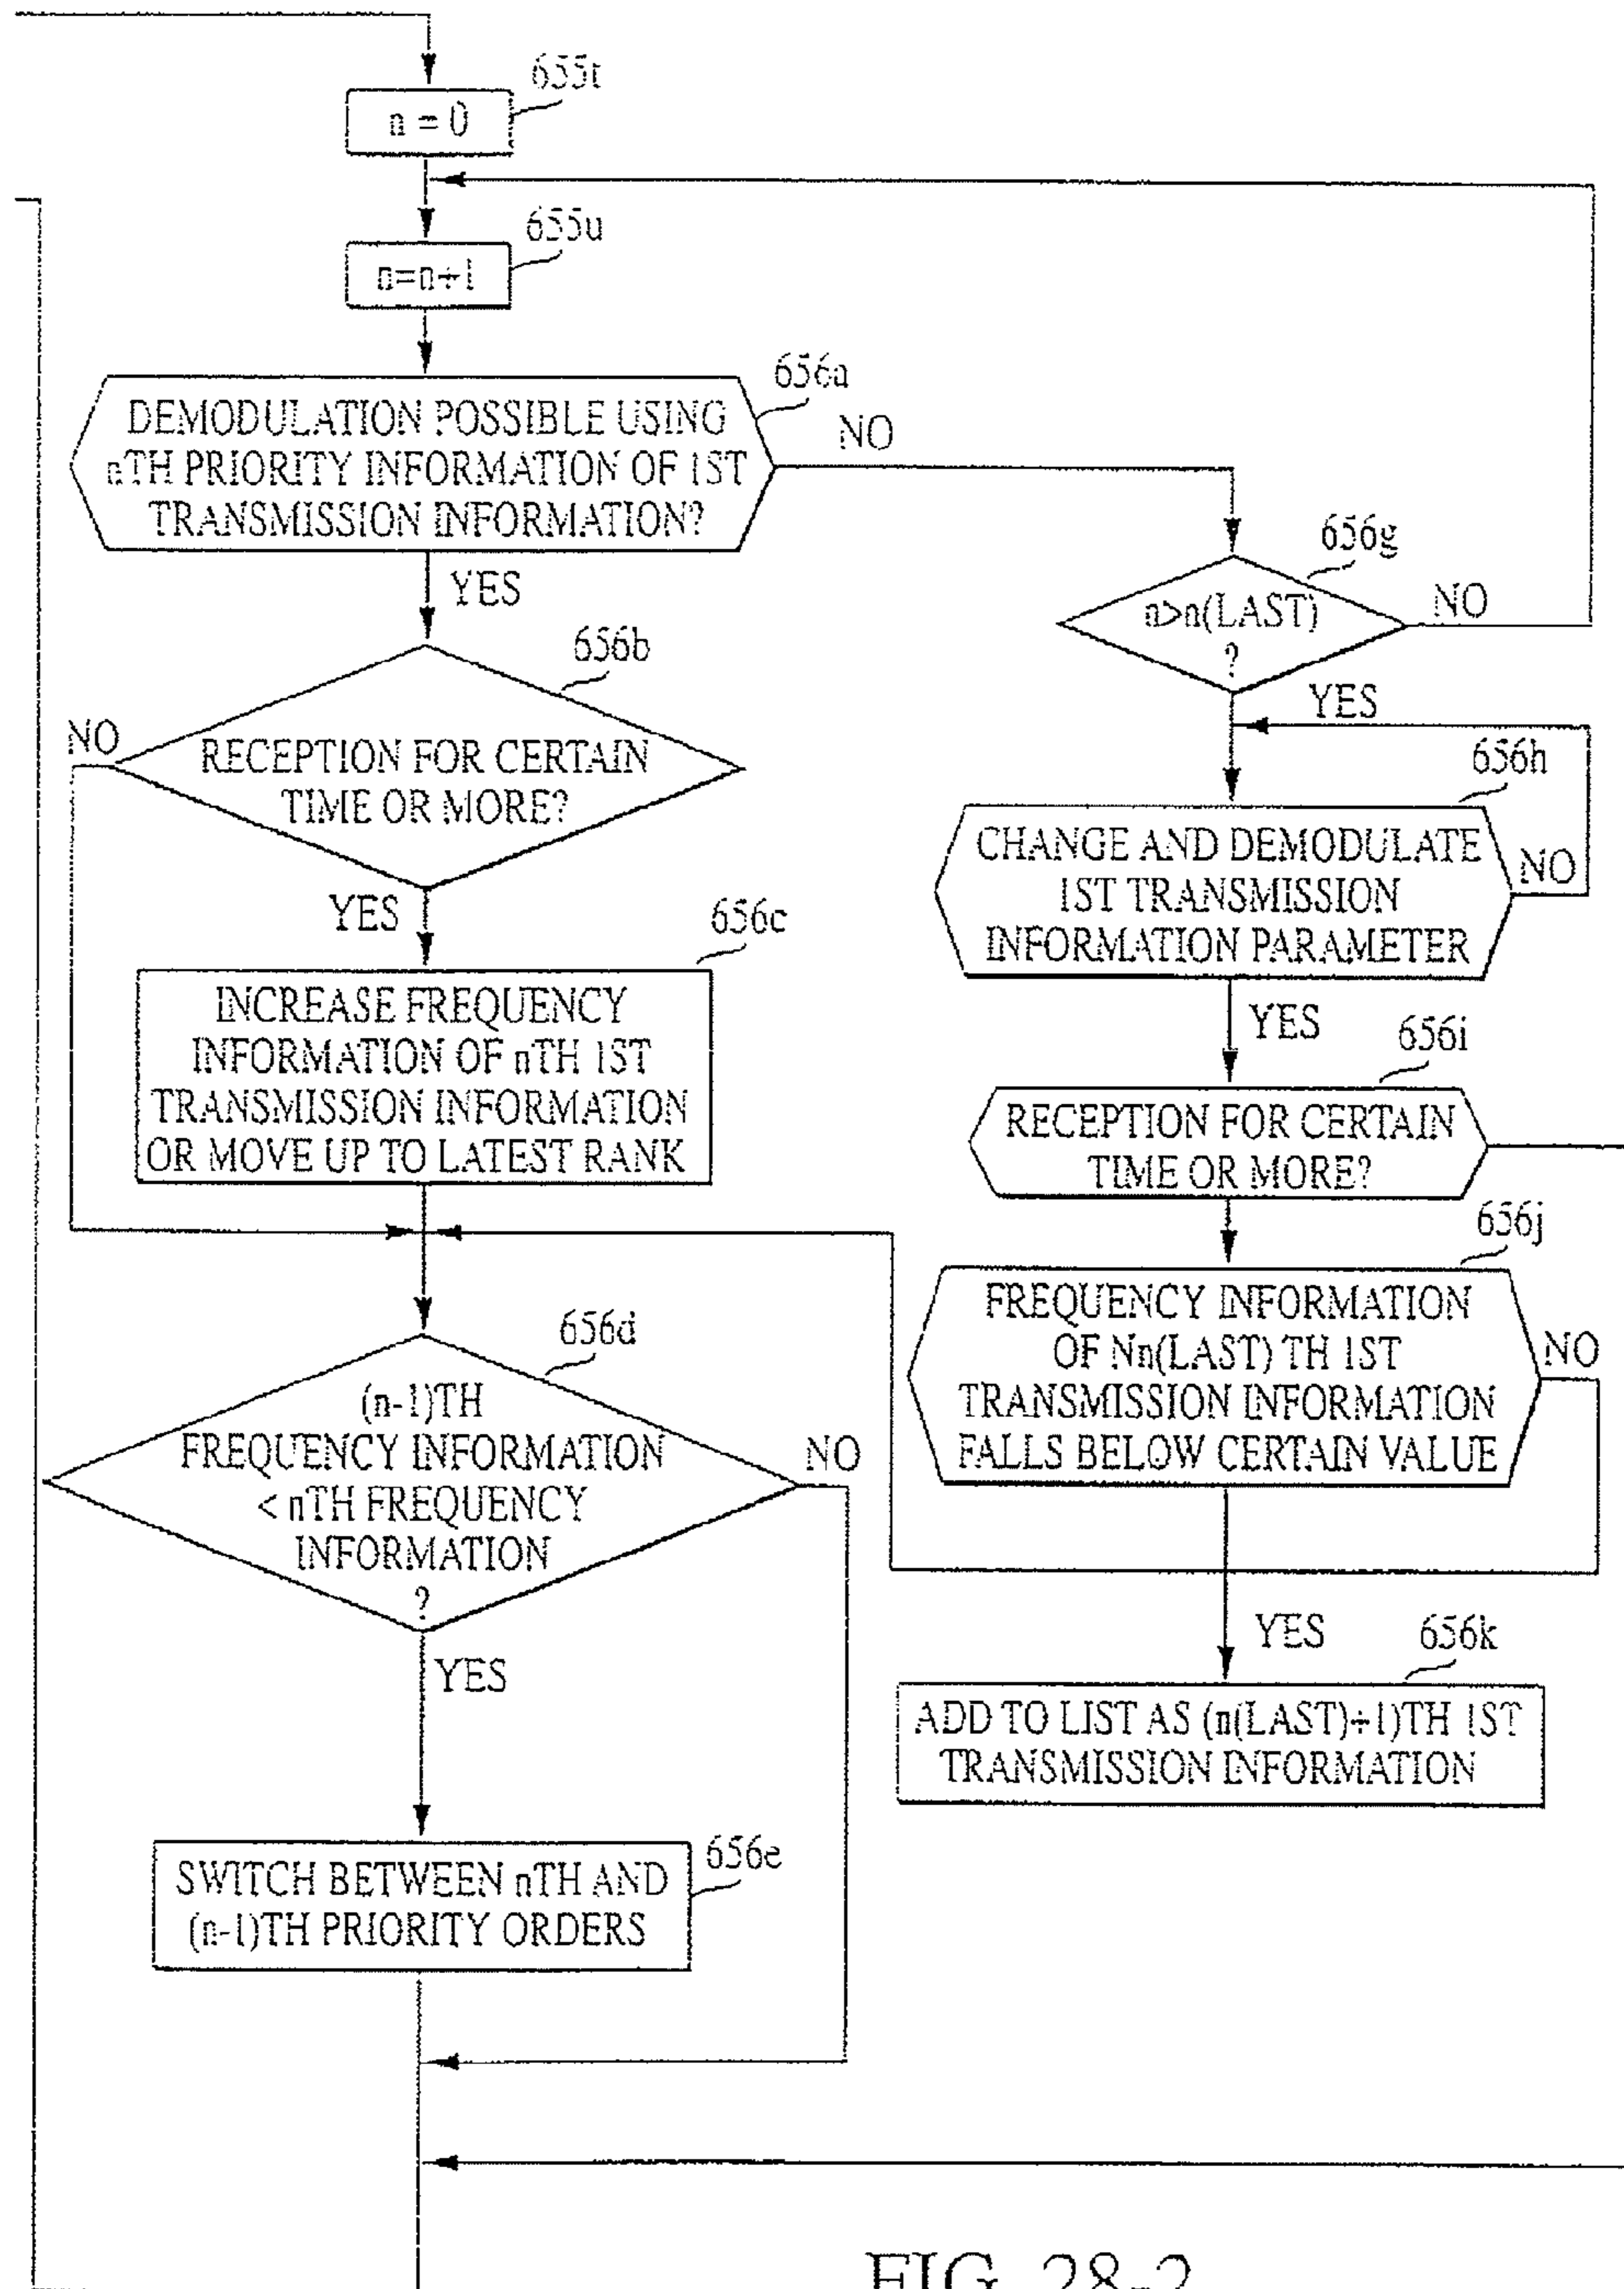 655t
n = 0
655u
n=n+1
656a
DEMODULATION POSSIBLE USING
nTH PRIORITY INFORMATION OF 1ST
TRANSMISSION INFORMATION?
NO
YES
656g
n>n(LAST)
?
NO
YES
656b
NO
RECEPTION FOR CERTAIN
TIME OR MORE?
YES
656h
CHANGE AND DEMODULATE
1ST TRANSMISSION
INFORMATION PARAMETER
NO
YES
656c
INCREASE FREQUENCY
INFORMATION OF nTH 1ST
TRANSMISSION INFORMATION
OR MOVE UP TO LATEST RANK
656i
RECEPTION FOR CERTAIN
TIME OR MORE?
656j
FREQUENCY INFORMATION
OF Nn(LAST) TH 1ST
TRANSMISSION INFORMATION
FALLS BELOW CERTAIN VALUE
NO
YES
656d
(n-1)TH
FREQUENCY INFORMATION
< nTH FREQUENCY
INFORMATION
?
NO
YES
656k
ADD TO LIST AS (n(LAST)+1)TH 1ST
TRANSMISSION INFORMATION
656e
SWITCH BETWEEN nTH AND
(n-1)TH PRIORITY ORDERS
FIG. 28-2